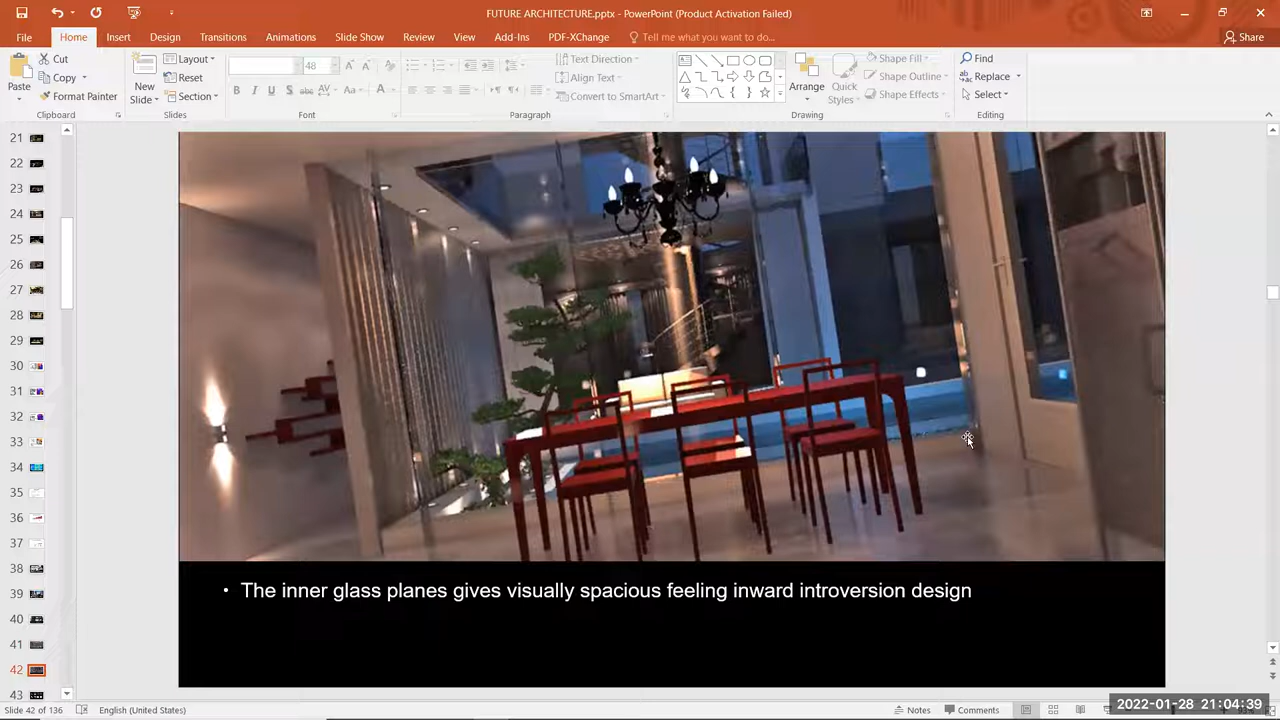 FUTURE ARCHITECTURE.pptx - PowerPoint (Product Activation Failed)
File Home Insert Design Transitions Animations Slide Show Review View Add-Ins PDF-XChange Tell me what you want to do... Share
Paste
Cut
Copy
Format Painter
Clipboard
New Slide
Layout
Reset
Section
Slides
48
B I U S abc AV Aa A
Font
Text Direction
Align Text
Convert to SmartArt
Paragraph
Arrange
Quick Styles
Shape Fill
Shape Outline
Shape Effects
Drawing
Find
Replace
Select
Editing
21
22
23
24
25
26
27
28
29
30
31
32
33
34
35
36
37
38
39
40
41
42
43
• The inner glass planes gives visually spacious feeling inward introversion design
Slide 42 of 136 English (United States) Notes Comments
2022-01-28 21:04:39